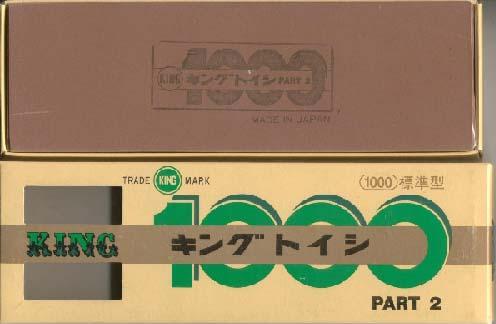 1000
KING キングトイシ PART 2
MADE IN JAPAN
TRADE KING MARK
(1000)標準型
1000
KING キングトイシ
PART 2